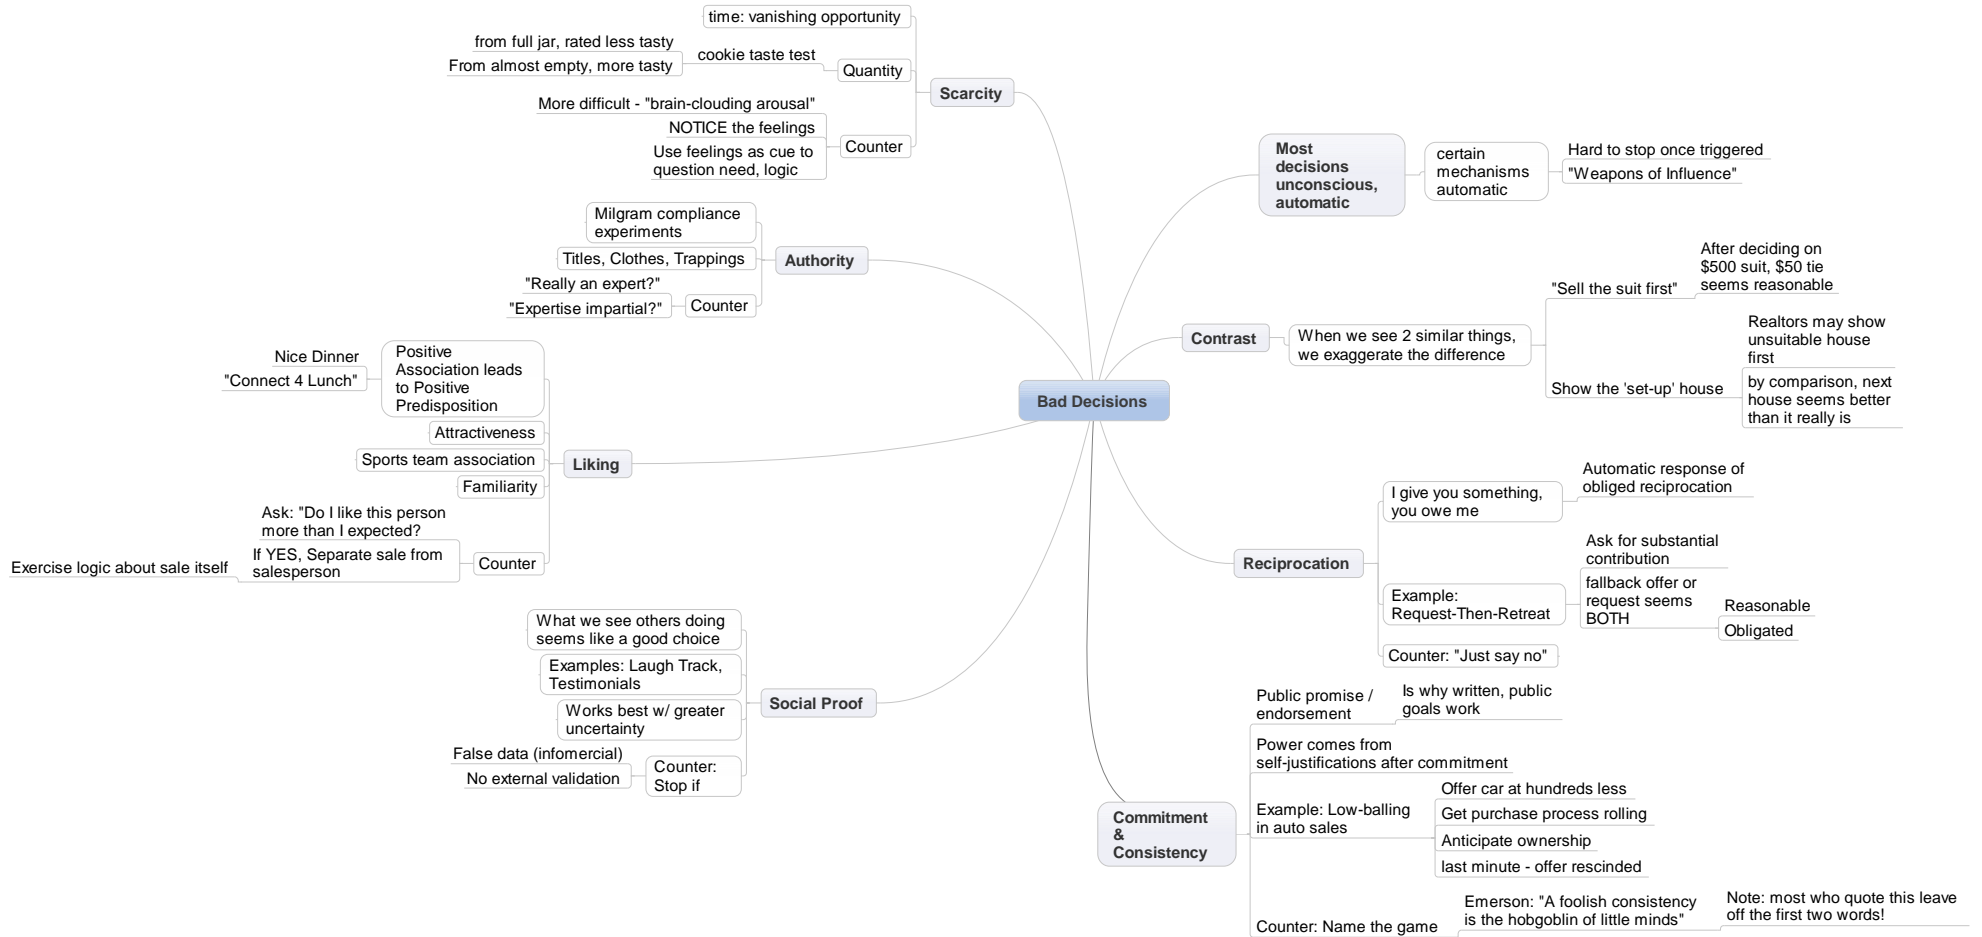 Bad Decisions
Most
decisions
unconscious,
automatic
certain
mechanisms
automatic
Hard to stop once triggered
"Weapons of Influence"
Contrast
When we see 2 similar things,
we exaggerate the difference
"Sell the suit first"
After deciding on
$500 suit, $50 tie
seems reasonable
Show the 'set-up' house
Realtors may show
unsuitable house
first
by comparison, next
house seems better
than it really is
Reciprocation
I give you something,
you owe me
Automatic response of
obliged reciprocation
Example:
Request-Then-Retreat
Ask for substantial
contribution
fallback offer or
request seems
BOTH
Reasonable
Obligated
Counter: "Just say no"
Commitment
&
Consistency
Public promise /
endorsement
Is why written, public
goals work
Power comes from
self-justifications after commitment
Example: Low-balling
in auto sales
Offer car at hundreds less
Get purchase process rolling
Anticipate ownership
last minute - offer rescinded
Counter: Name the game
Emerson: "A foolish consistency
is the hobgoblin of little minds"
Note: most who quote this leave
off the first two words!
Scarcity
time: vanishing opportunity
Quantity
cookie taste test
from full jar, rated less tasty
From almost empty, more tasty
Counter
More difficult - "brain-clouding arousal"
NOTICE the feelings
Use feelings as cue to
question need, logic
Authority
Milgram compliance
experiments
Titles, Clothes, Trappings
Counter
"Really an expert?"
"Expertise impartial?"
Liking
Positive
Association leads
to Positive
Predisposition
Nice Dinner
"Connect 4 Lunch"
Attractiveness
Sports team association
Familiarity
Counter
Ask: "Do I like this person
more than I expected?
If YES, Separate sale from
salesperson
Exercise logic about sale itself
Social Proof
What we see others doing
seems like a good choice
Examples: Laugh Track,
Testimonials
Works best w/ greater
uncertainty
Counter:
Stop if
False data (infomercial)
No external validation